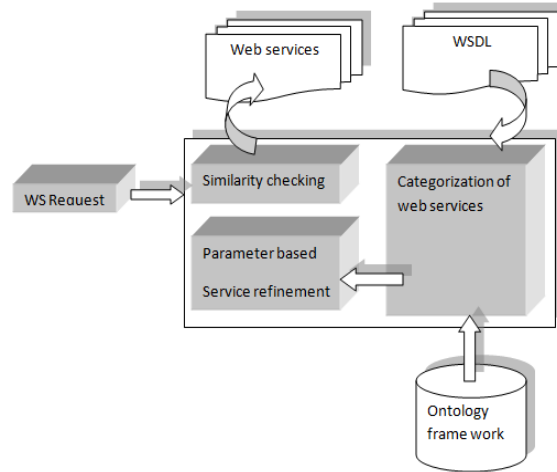 Web services
WSDL
Similarity checking
Categorization of
web services
WS Request
Parameter based
Service refinement
Ontology
frame work